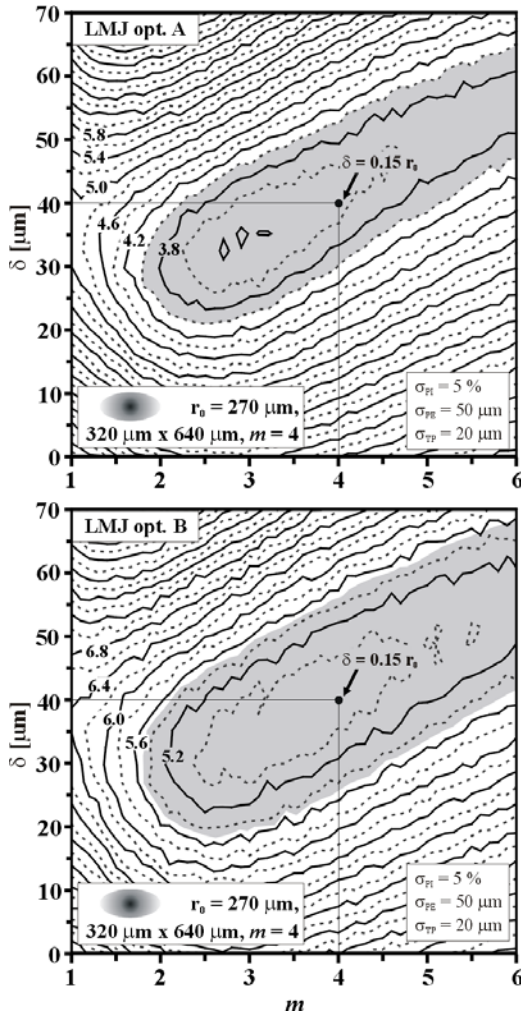 70
LMJ opt. A
60
50
5.8
5.4
5.0
δ = 0.15 r₀
40
4.6
4.2
3.8
30
20
10
r₀ = 270 μm,
320 μm x 640 μm, m = 4
σPI = 5 %
σPE = 50 μm
σTP = 20 μm
0
δ [μm]
1 2 3 4 5 6
70
LMJ opt. B
60
50
6.8
6.4
δ = 0.15 r₀
40
6.0
5.6
5.2
30
20
10
r₀ = 270 μm,
320 μm x 640 μm, m = 4
σPI = 5 %
σPE = 50 μm
σTP = 20 μm
0
δ [μm]
1 2 3 4 5 6
m